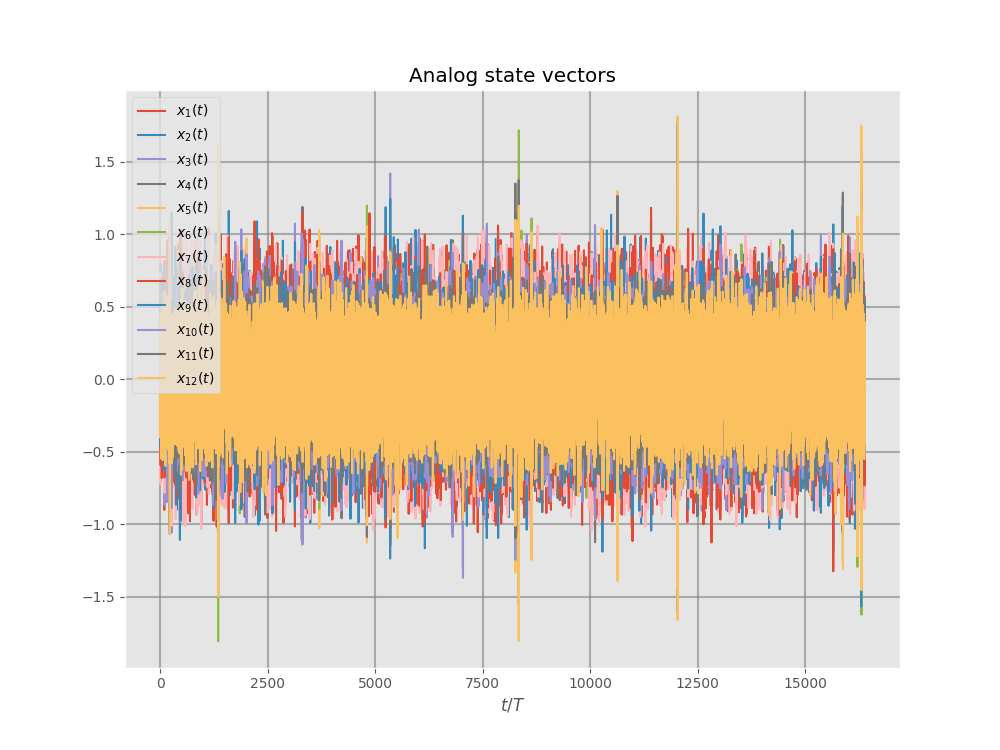 Analog state vectors
x₁(t)
x₂(t)
x₃(t)
x₄(t)
x₅(t)
x₆(t)
x₇(t)
x₈(t)
x₉(t)
x₁₀(t)
x₁₁(t)
x₁₂(t)
1.5
1.0
0.5
0.0
−0.5
−1.0
−1.5
0 2500 5000 7500 10000 12500 15000
t/T